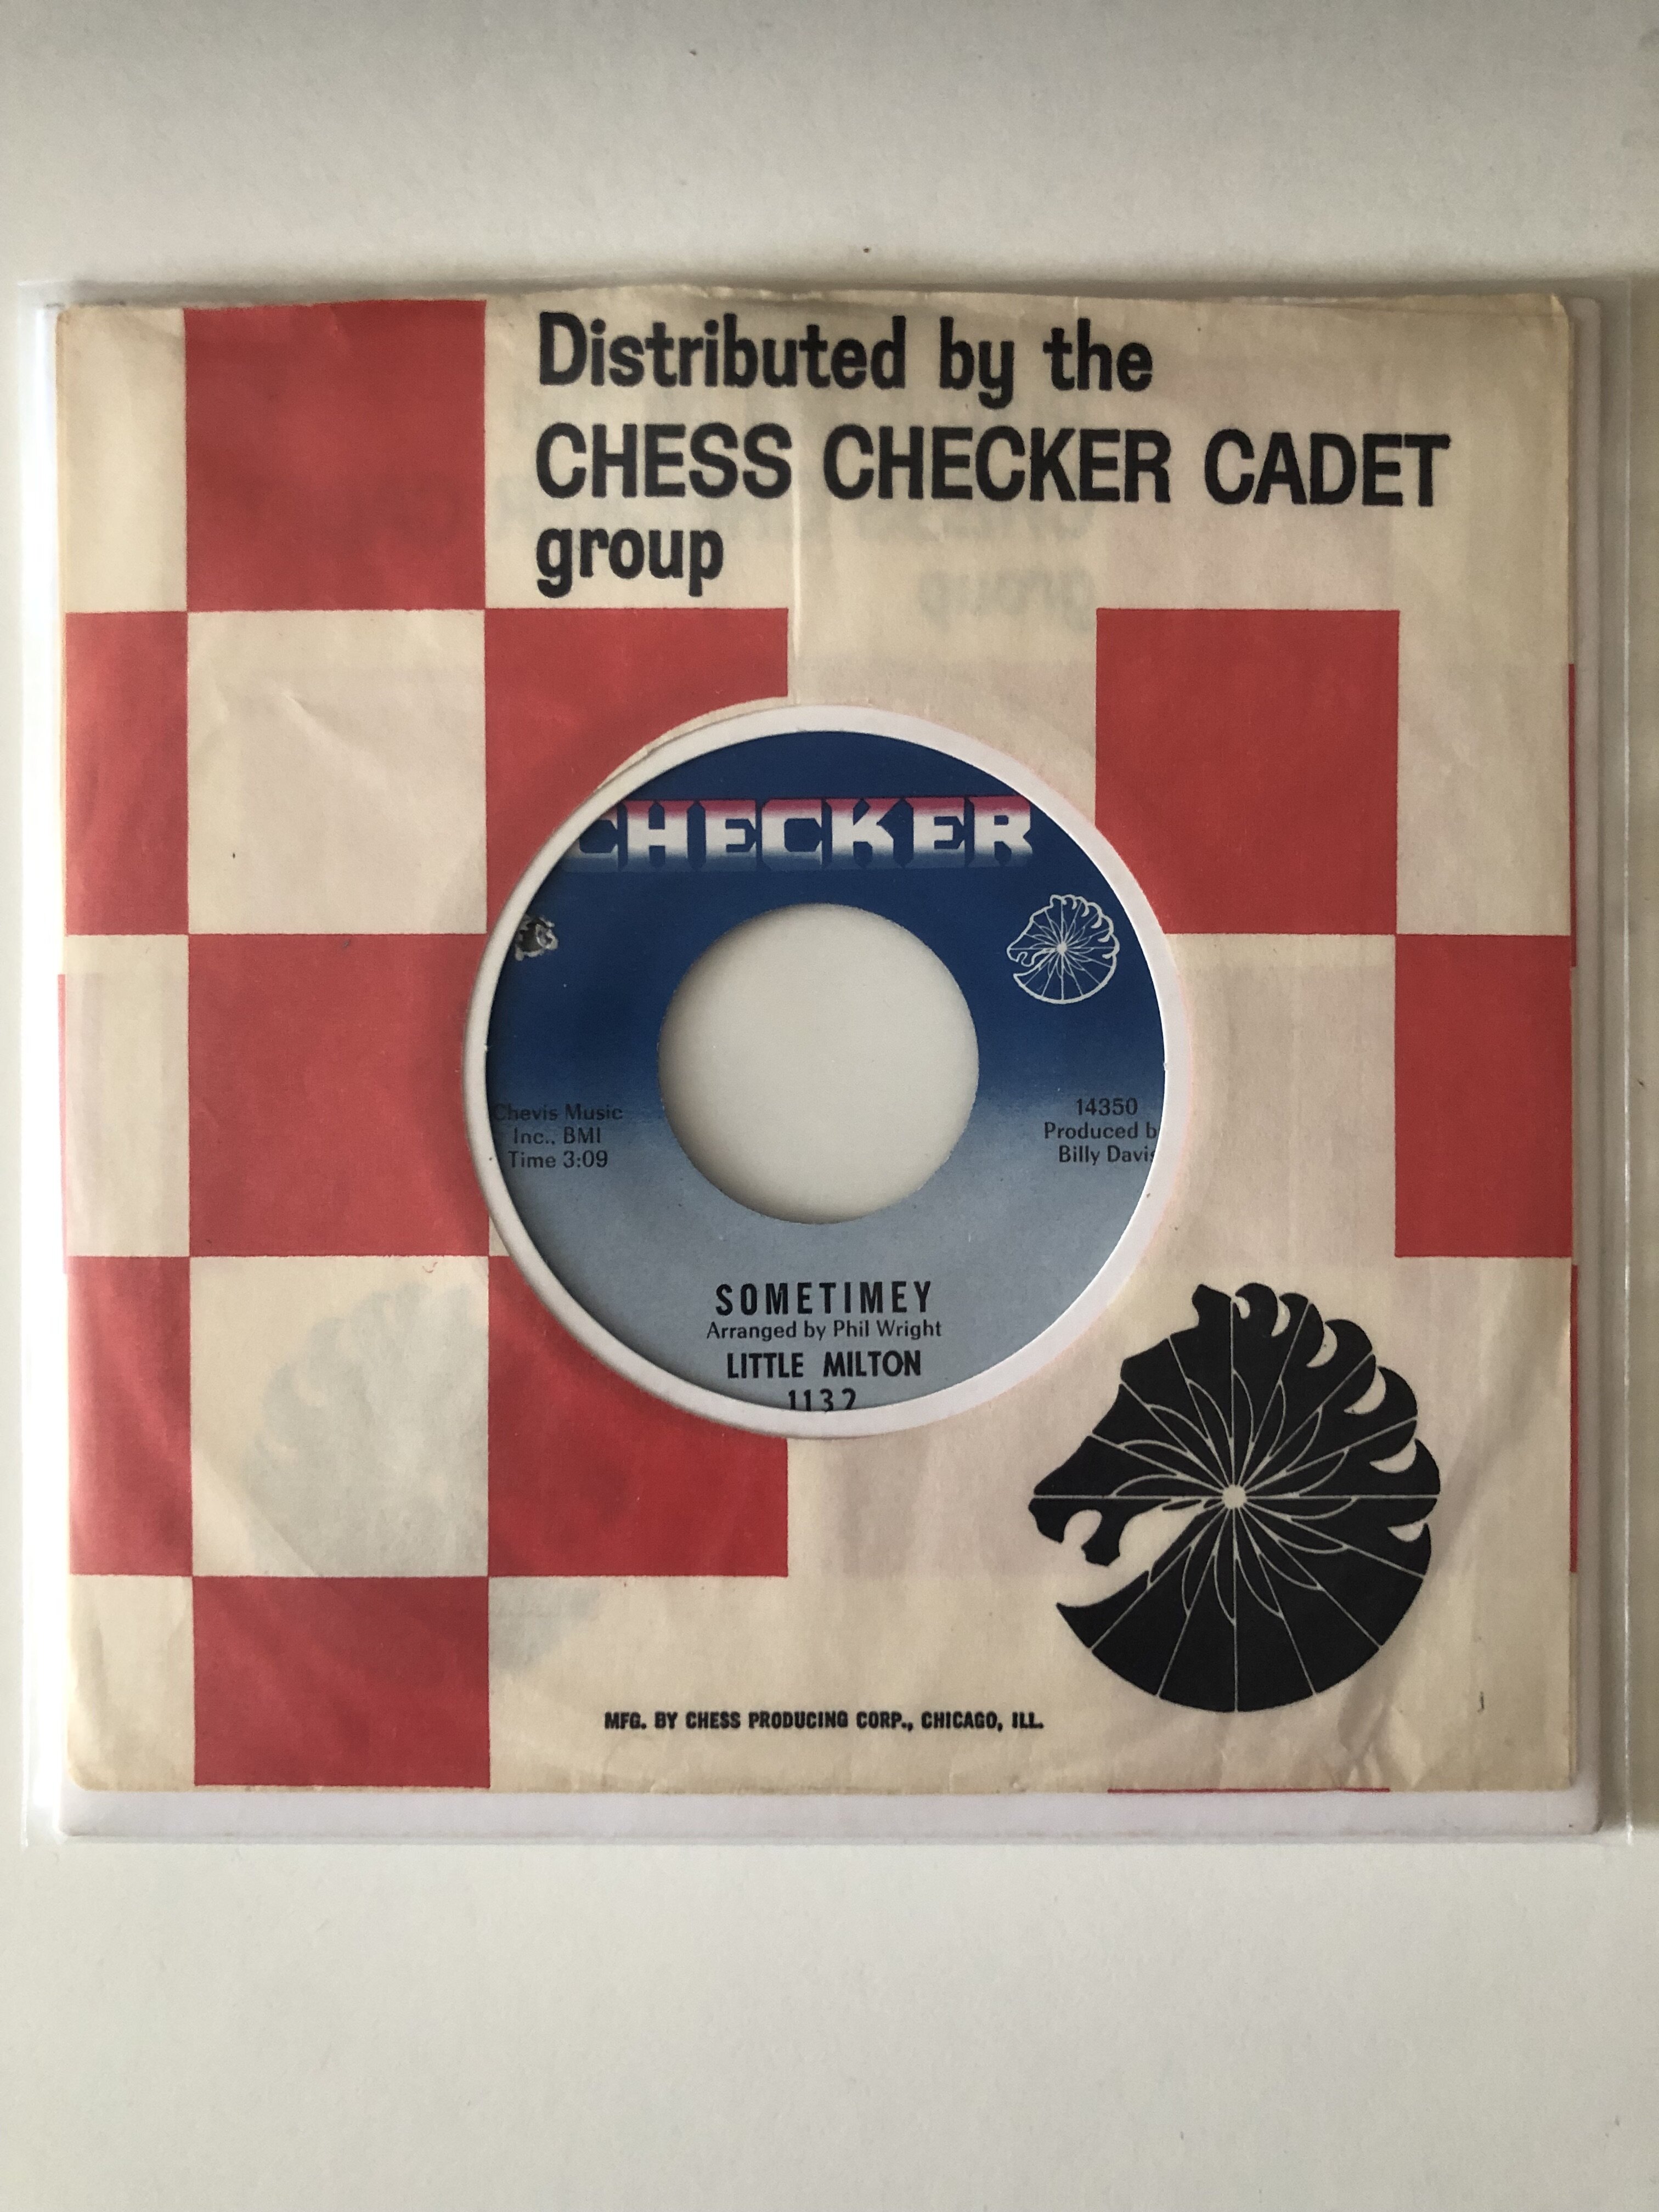 Distributed by the
CHESS CHECKER CADET
group
CHECKER
Chevis Music
Inc., BMI
Time 3:09
14350
Produced b
Billy Davis
SOMETIMEY
Arranged by Phil Wright
LITTLE MILTON
1132
MFG. BY CHESS PRODUCING CORP., CHICAGO, ILL.